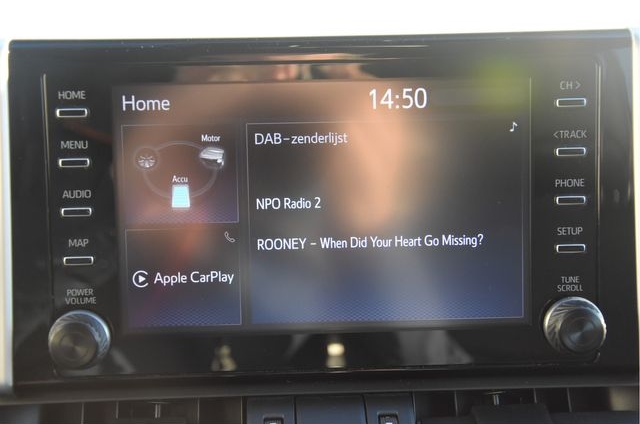 HOME
MENU
AUDIO
MAP
POWER
VOLUME
Home
14:50
Motor
Accu
Apple CarPlay
DAB-zenderlijst
NPO Radio 2
ROONEY - When Did Your Heart Go Missing?
CH >
<TRACK
PHONE
SETUP
TUNE
SCROLL